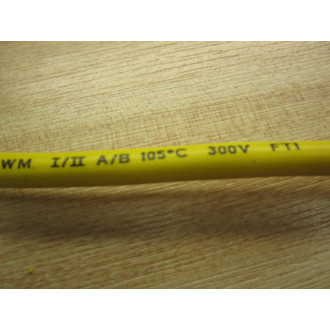 WM I/II A/B 105°C 300V FT1